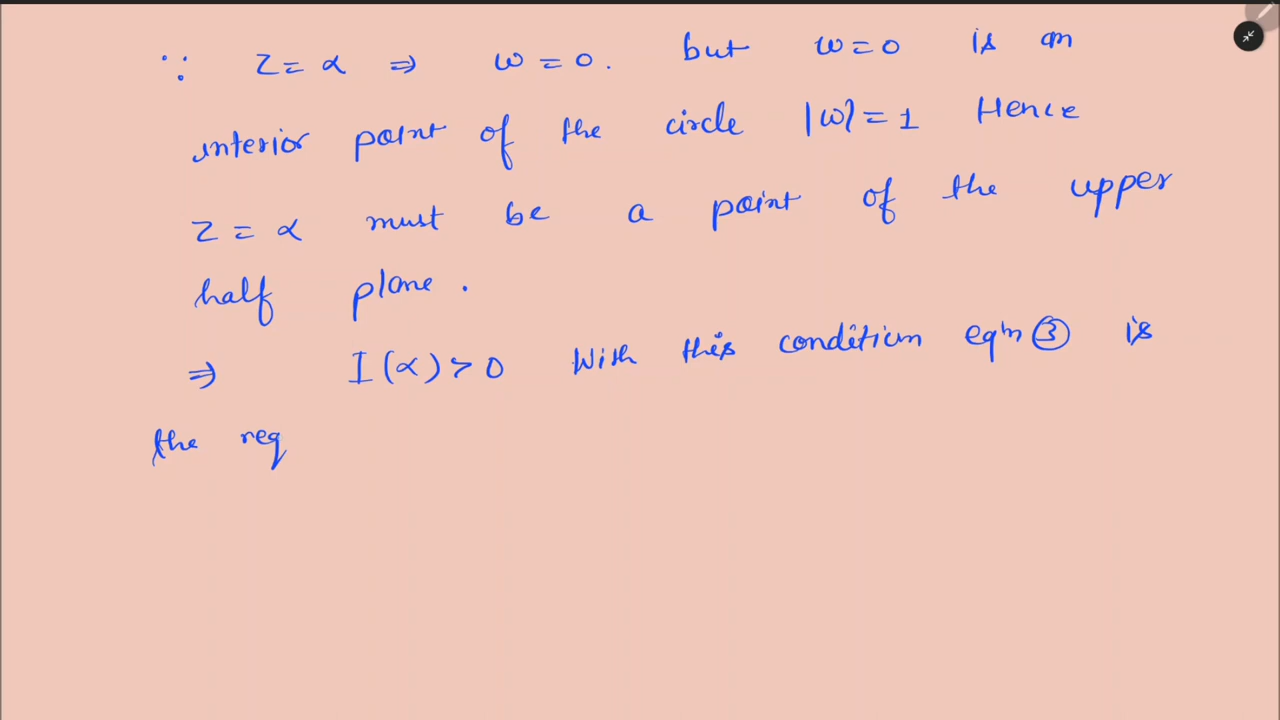 ∵ z = α ⇒ w = 0. but w = 0 is an
interior point of the circle |w| = 1 Hence
z = α must be a point of the upper
half plane.
⇒ I(α) > 0 With this condition eqn ③ is
the req